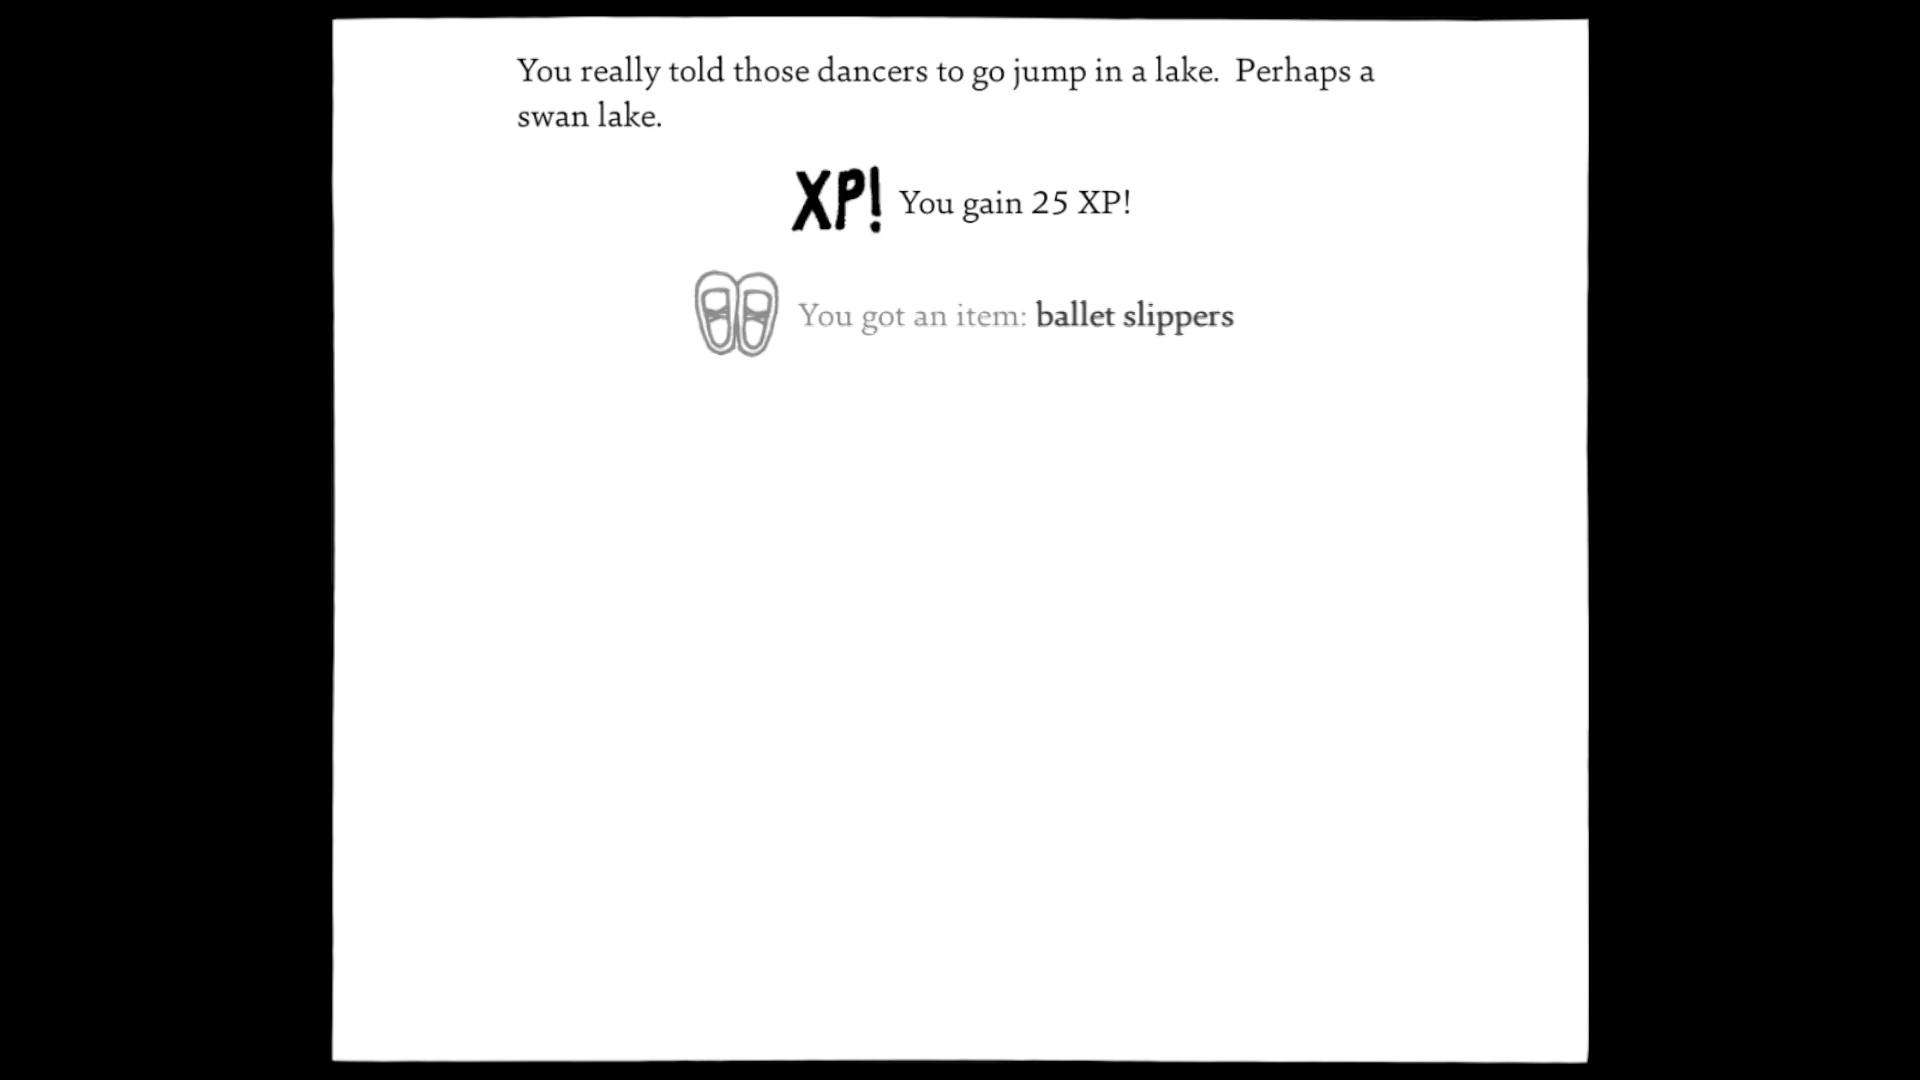 You really told those dancers to go jump in a lake.  Perhaps a
swan lake.
XP! You gain 25 XP!
You got an item: ballet slippers